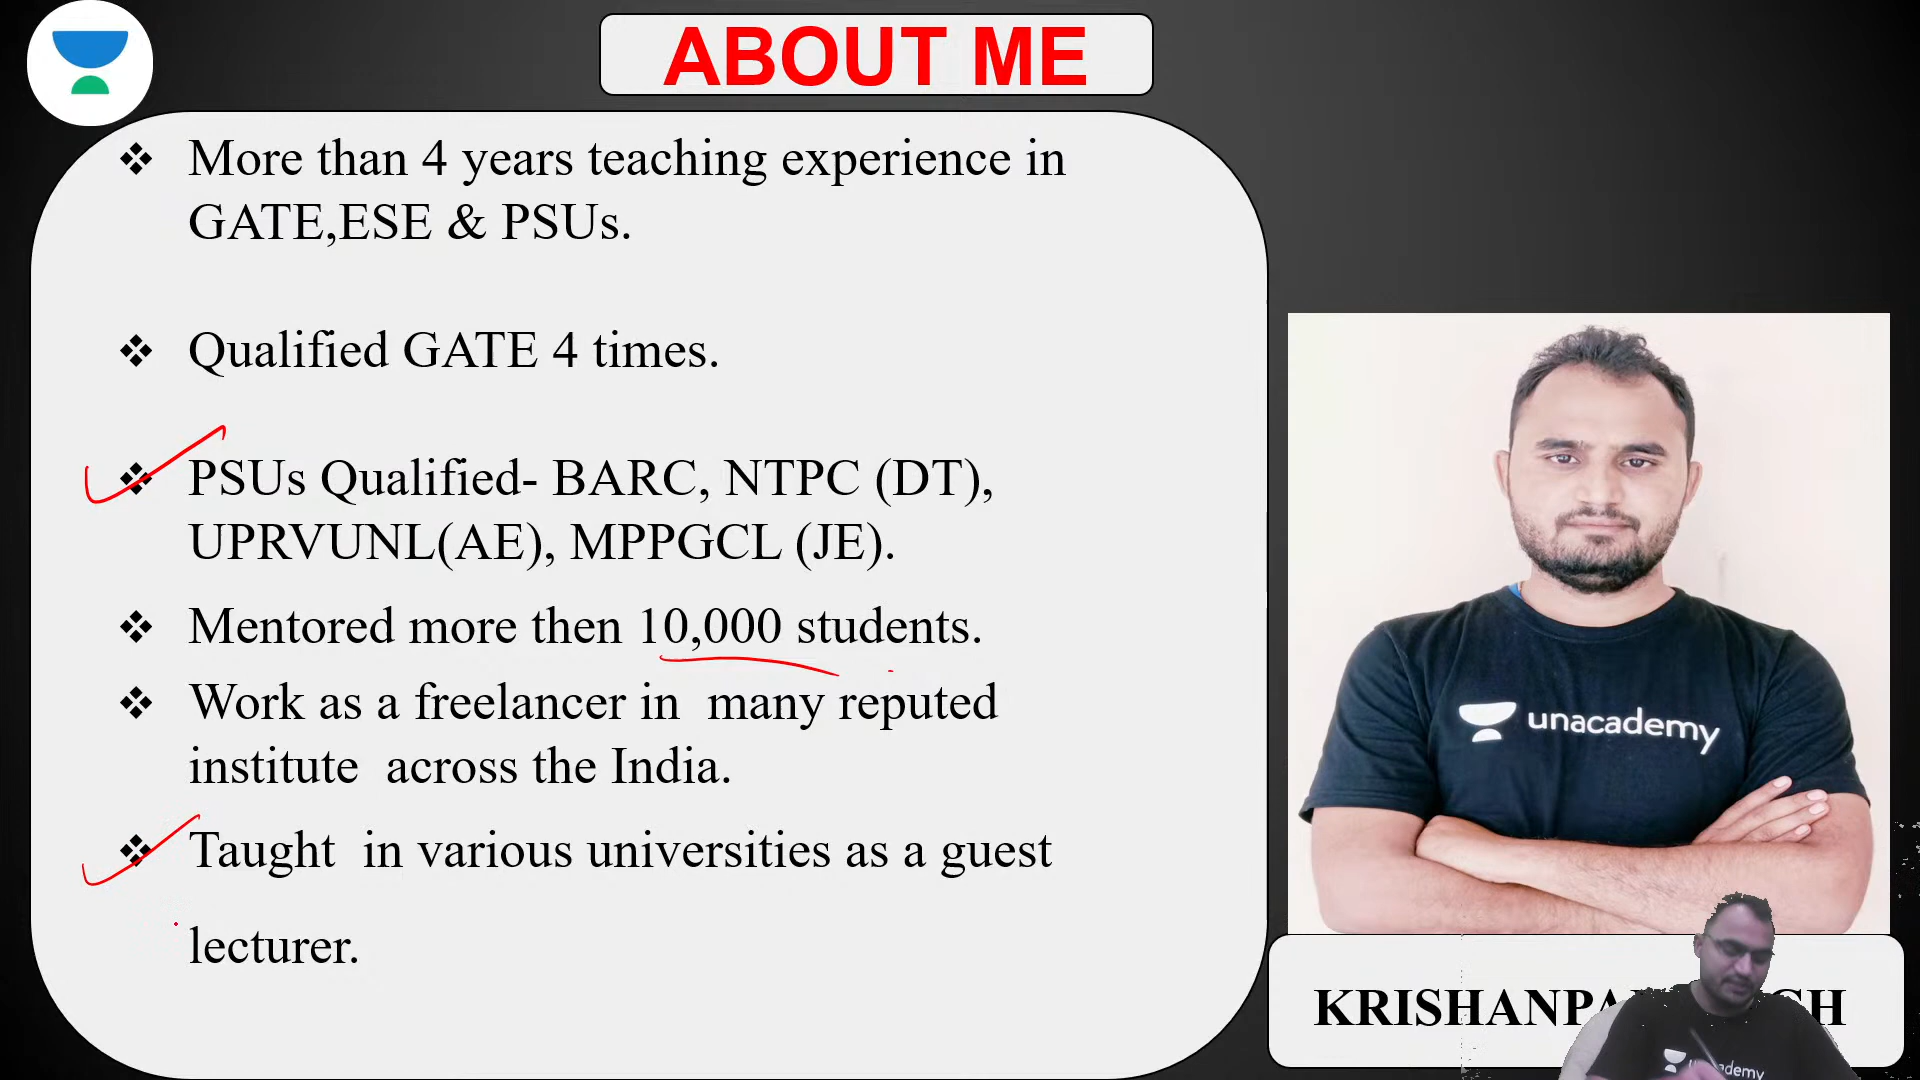 ABOUT ME
❖ More than 4 years teaching experience in
GATE,ESE & PSUs.
❖ Qualified GATE 4 times.
❖ PSUs Qualified- BARC, NTPC (DT),
UPRVUNL(AE), MPPGCL (JE).
❖ Mentored more then 10,000 students.
❖ Work as a freelancer in many reputed
institute across the India.
❖ Taught in various universities as a guest
lecturer.
unacademy